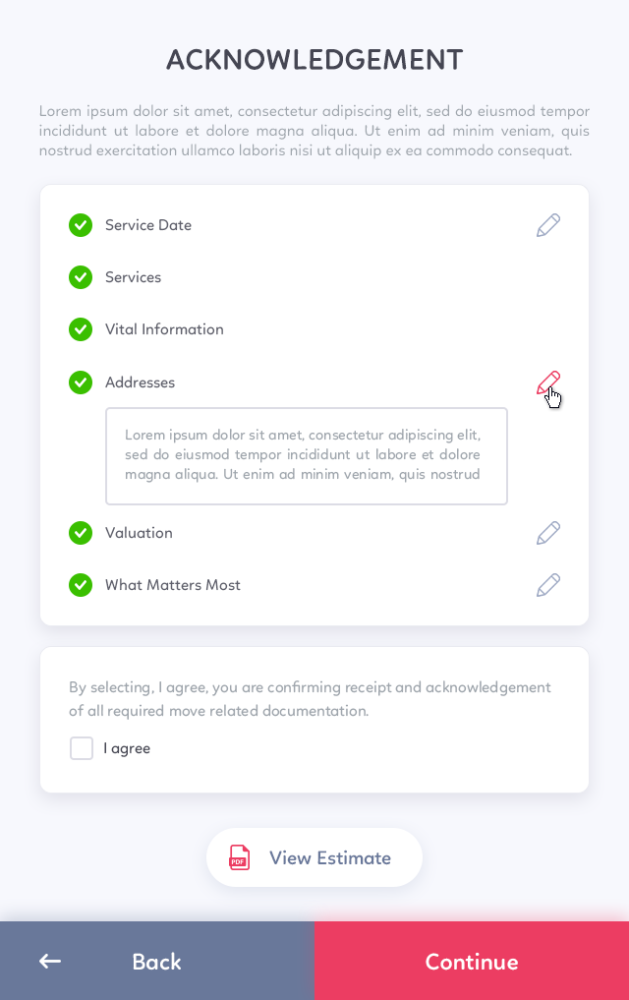 ACKNOWLEDGEMENT
Lorem ipsum dolor sit amet, consectetur adipiscing elit, sed do eiusmod tempor
incididunt ut labore et dolore magna aliqua. Ut enim ad minim veniam, quis
nostrud exercitation ullamco laboris nisi ut aliquip ex ea commodo consequat.
Service Date
Services
Vital Information
Addresses
Lorem ipsum dolor sit amet, consectetur adipiscing elit,
sed do eiusmod tempor incididunt ut labore et dolore
magna aliqua. Ut enim ad minim veniam, quis nostrud
Valuation
What Matters Most
By selecting, I agree, you are confirming receipt and acknowledgement
of all required move related documentation.
I agree
PDF View Estimate
Back Continue